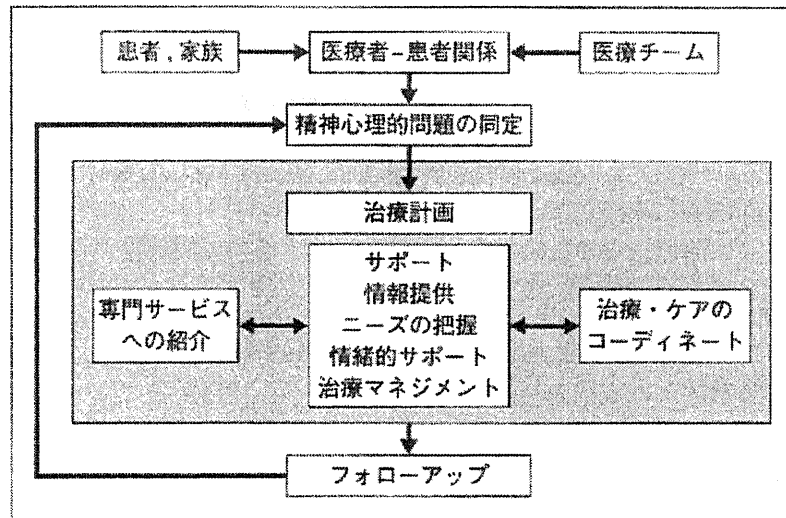 患者，家族
医療者−患者関係
医療チーム
精神心理的問題の同定
治療計画
サポート
情報提供
ニーズの把握
情緒的サポート
治療マネジメント
専門サービス
への紹介
治療・ケアの
コーディネート
フォローアップ